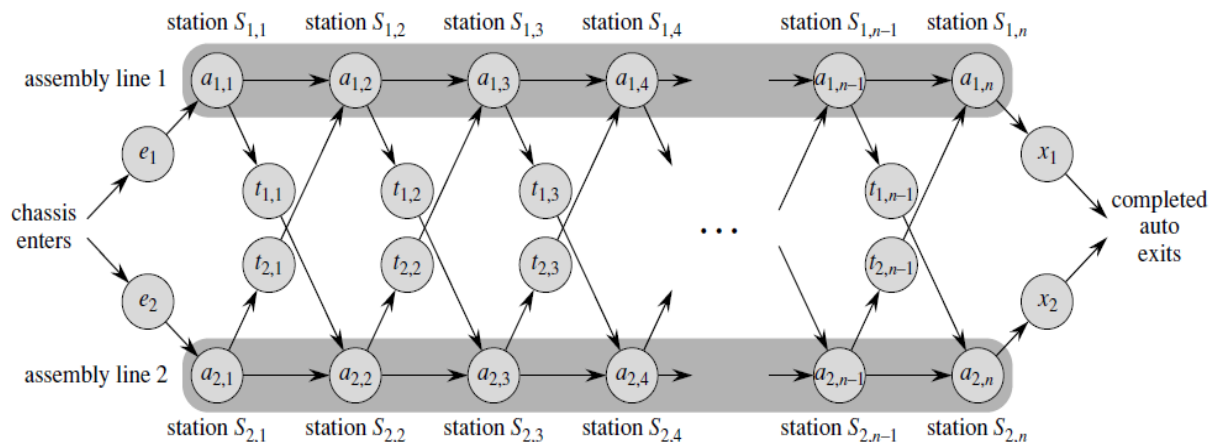 station S1,1 station S1,2 station S1,3 station S1,4 station S1,n–1 station S1,n
assembly line 1 a1,1 a1,2 a1,3 a1,4 a1,n–1 a1,n
e1 x1
t1,1 t1,2 t1,3 t1,n–1
chassis
enters
completed
auto
exits
...
t2,1 t2,2 t2,3 t2,n–1
e2 x2
assembly line 2 a2,1 a2,2 a2,3 a2,4 a2,n–1 a2,n
station S2,1 station S2,2 station S2,3 station S2,4 station S2,n–1 station S2,n